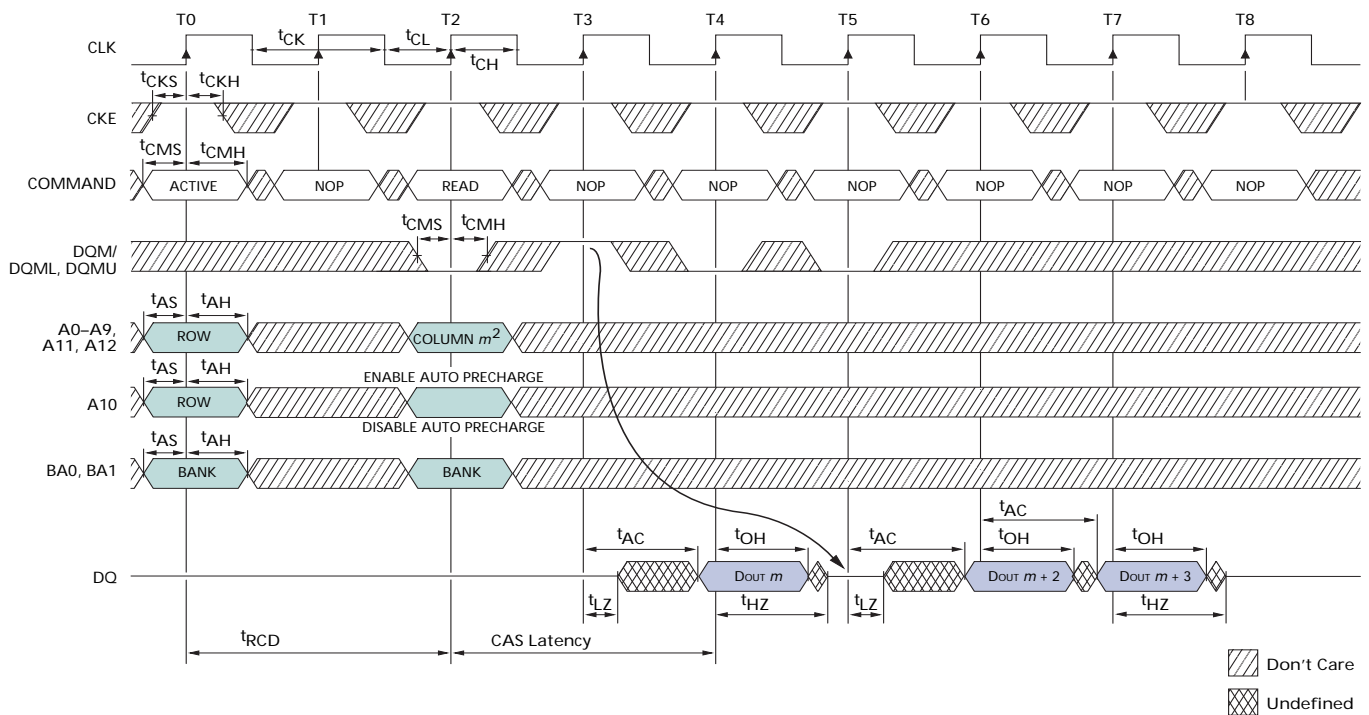 T0 T1 T2 T3 T4 T5 T6 T7 T8
CLK
tCK tCL
tCH
tCKS tCKH
CKE
tCMS tCMH
COMMAND
ACTIVE NOP READ NOP NOP NOP NOP NOP NOP
tCMS tCMH
DQM/
DQML, DQMU
tAS tAH
A0–A9,
A11, A12
ROW COLUMN m2
tAS tAH
ENABLE AUTO PRECHARGE
A10
ROW
DISABLE AUTO PRECHARGE
tAS tAH
BA0, BA1
BANK BANK
tAC tOH tAC tAC tOH tOH
DQ
DOUT m DOUT m + 2 DOUT m + 3
tLZ tHZ tLZ tHZ
tRCD CAS Latency
Don't Care
Undefined